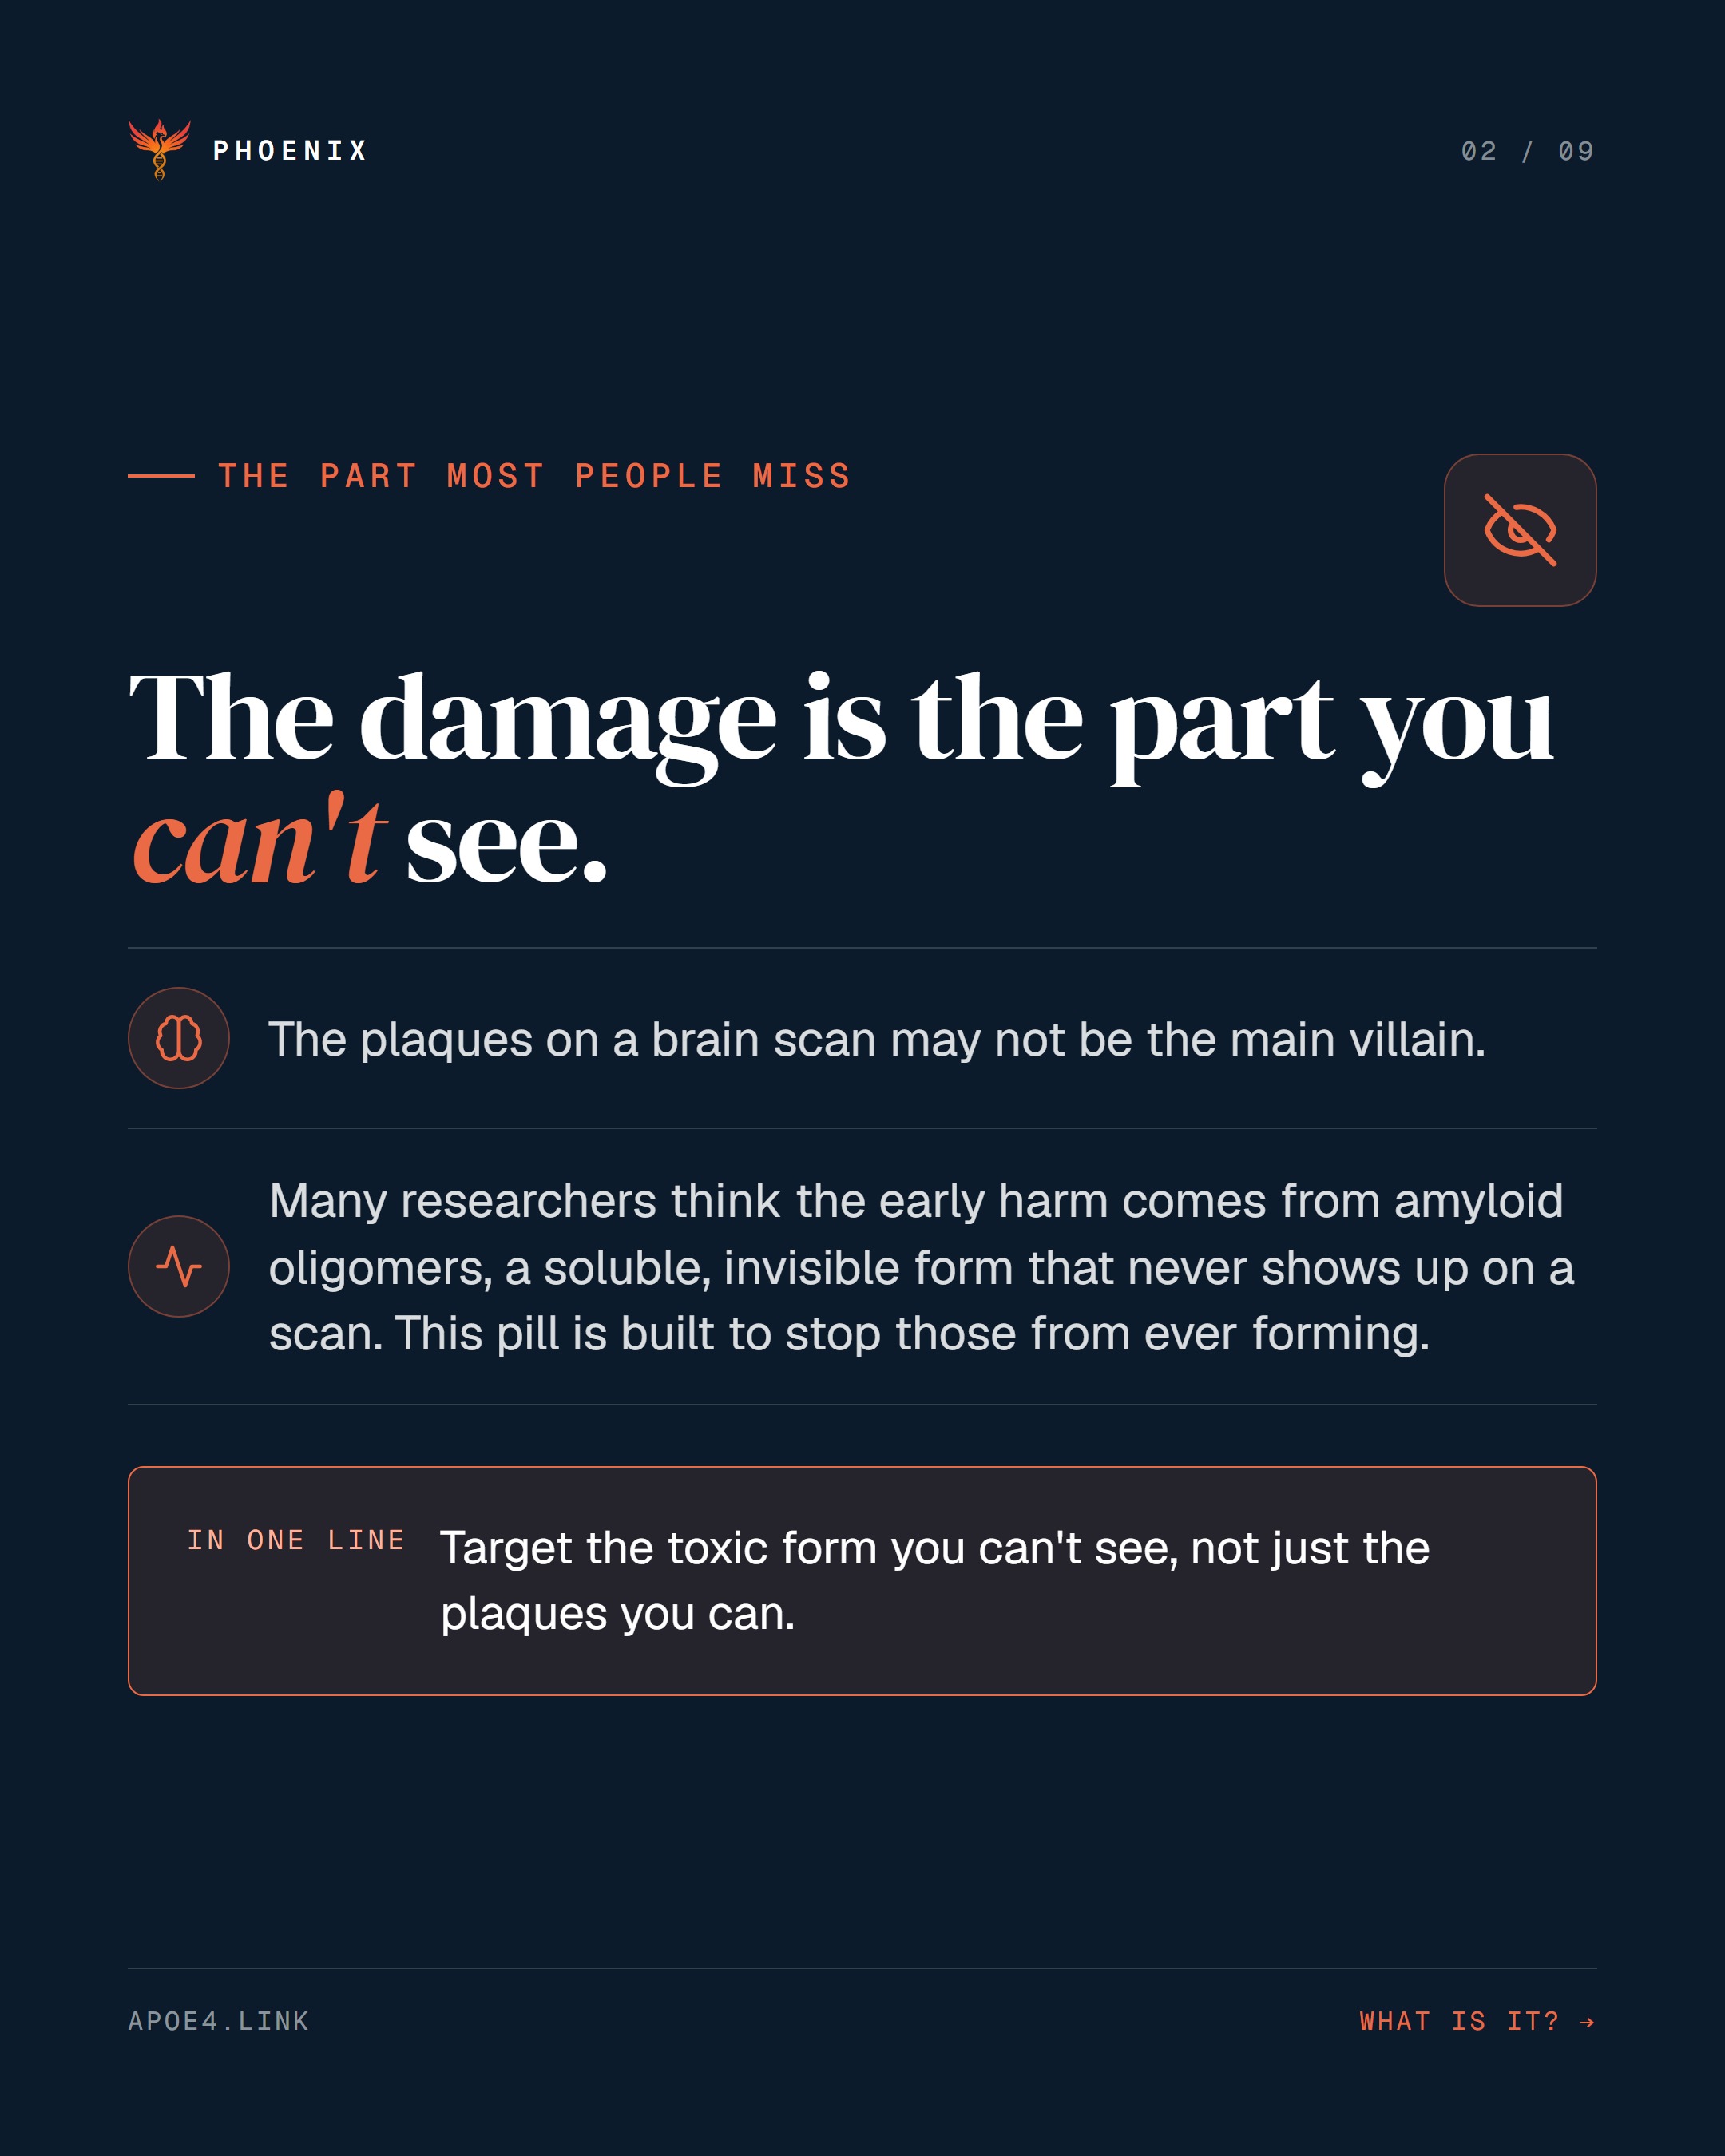 PHOENIX
02 / 09
THE PART MOST PEOPLE MISS
The damage is the part you
can't see.
The plaques on a brain scan may not be the main villain.
Many researchers think the early harm comes from amyloid
oligomers, a soluble, invisible form that never shows up on a
scan. This pill is built to stop those from ever forming.
IN ONE LINE
Target the toxic form you can't see, not just the
plaques you can.
APOE4.LINK
WHAT IS IT? →